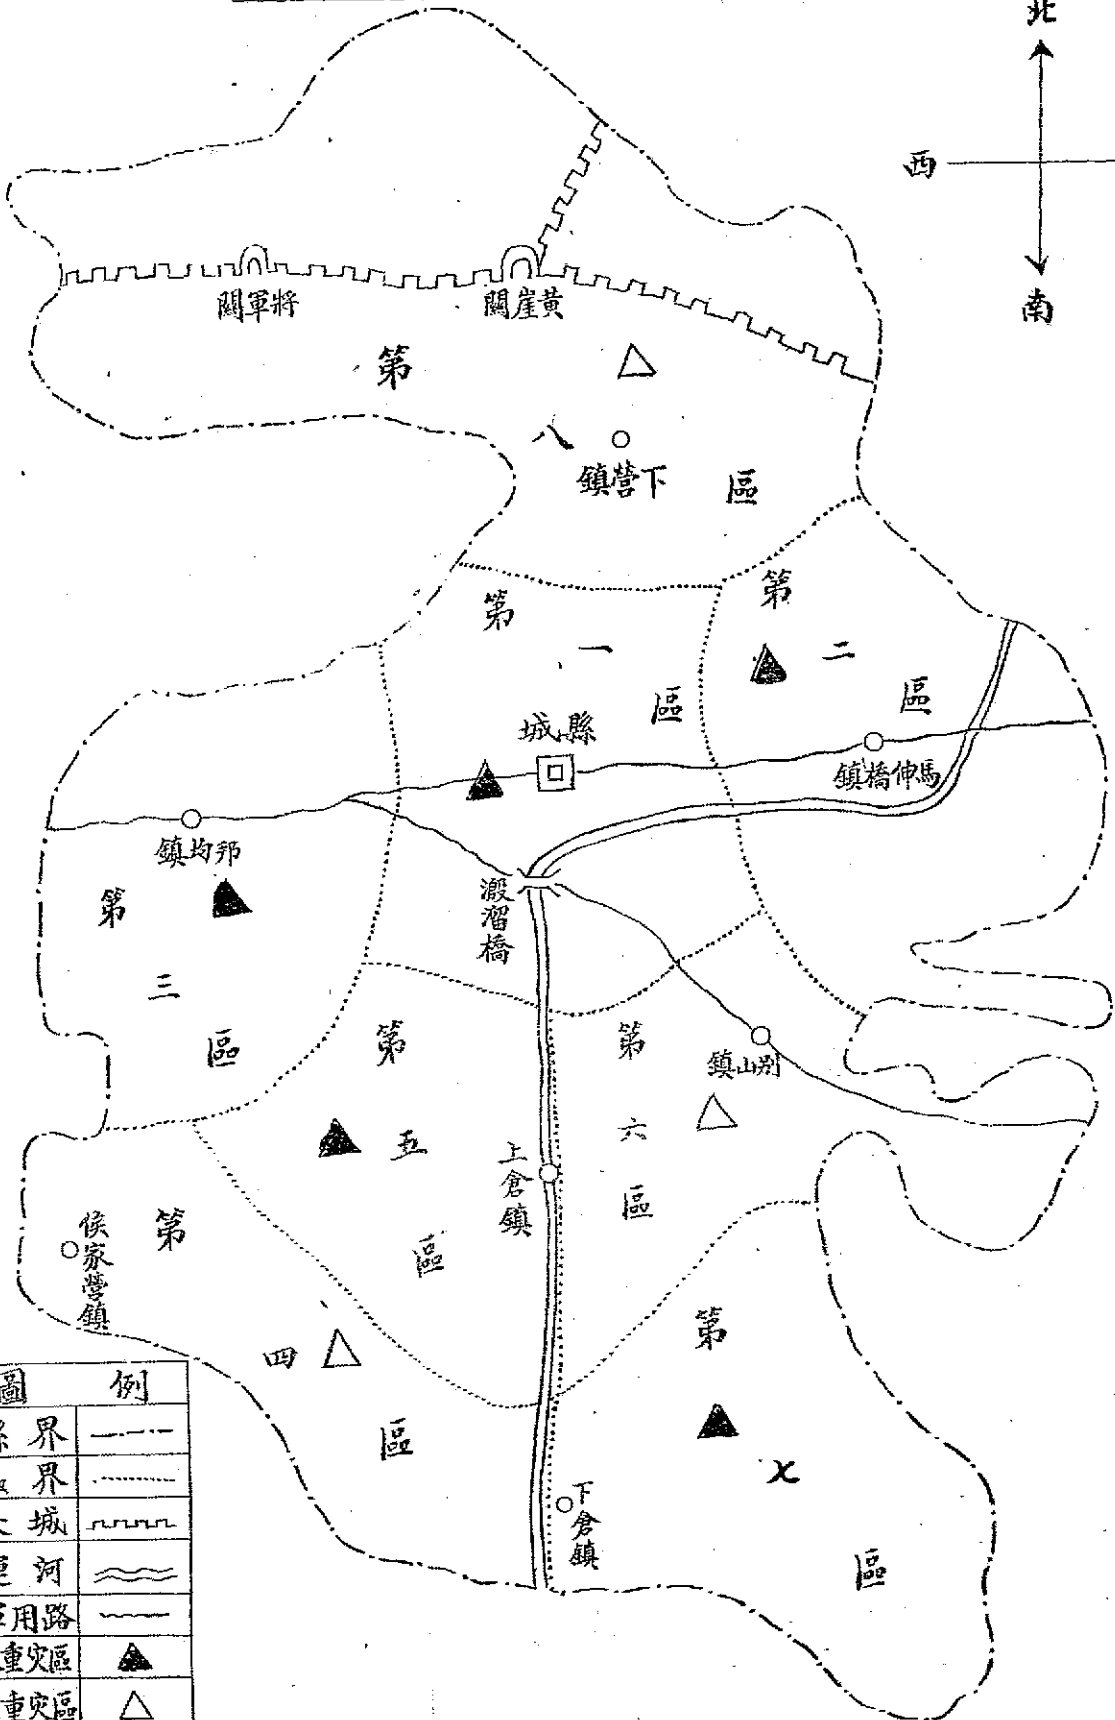 北
西
南
將軍關
黃崖關
第八區
下營鎮
第一區
第二區
縣城
馬伸橋鎮
邦均鎮
第三區
溵溜橋
第五區
第六區
別山鎮
上倉鎮
侯家營鎮
第四區
第七區
下倉鎮
圖例
界
界
城
河
用路
重灾區
重灾區